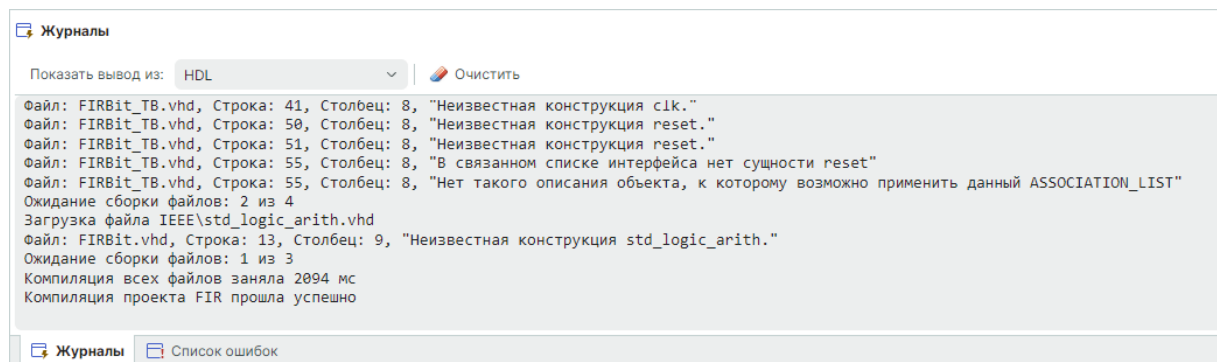 Журналы
Показать вывод из: HDL Очистить
Файл: FIRBit_TB.vhd, Строка: 41, Столбец: 8, "Неизвестная конструкция clk."
Файл: FIRBit_TB.vhd, Строка: 50, Столбец: 8, "Неизвестная конструкция reset."
Файл: FIRBit_TB.vhd, Строка: 51, Столбец: 8, "Неизвестная конструкция reset."
Файл: FIRBit_TB.vhd, Строка: 55, Столбец: 8, "В связанном списке интерфейса нет сущности reset"
Файл: FIRBit_TB.vhd, Строка: 55, Столбец: 8, "Нет такого описания объекта, к которому возможно применить данный ASSOCIATION_LIST"
Ожидание сборки файлов: 2 из 4
Загрузка файла IEEE\std_logic_arith.vhd
Файл: FIRBit.vhd, Строка: 13, Столбец: 9, "Неизвестная конструкция std_logic_arith."
Ожидание сборки файлов: 1 из 3
Компиляция всех файлов заняла 2094 мс
Компиляция проекта FIR прошла успешно
Журналы Список ошибок